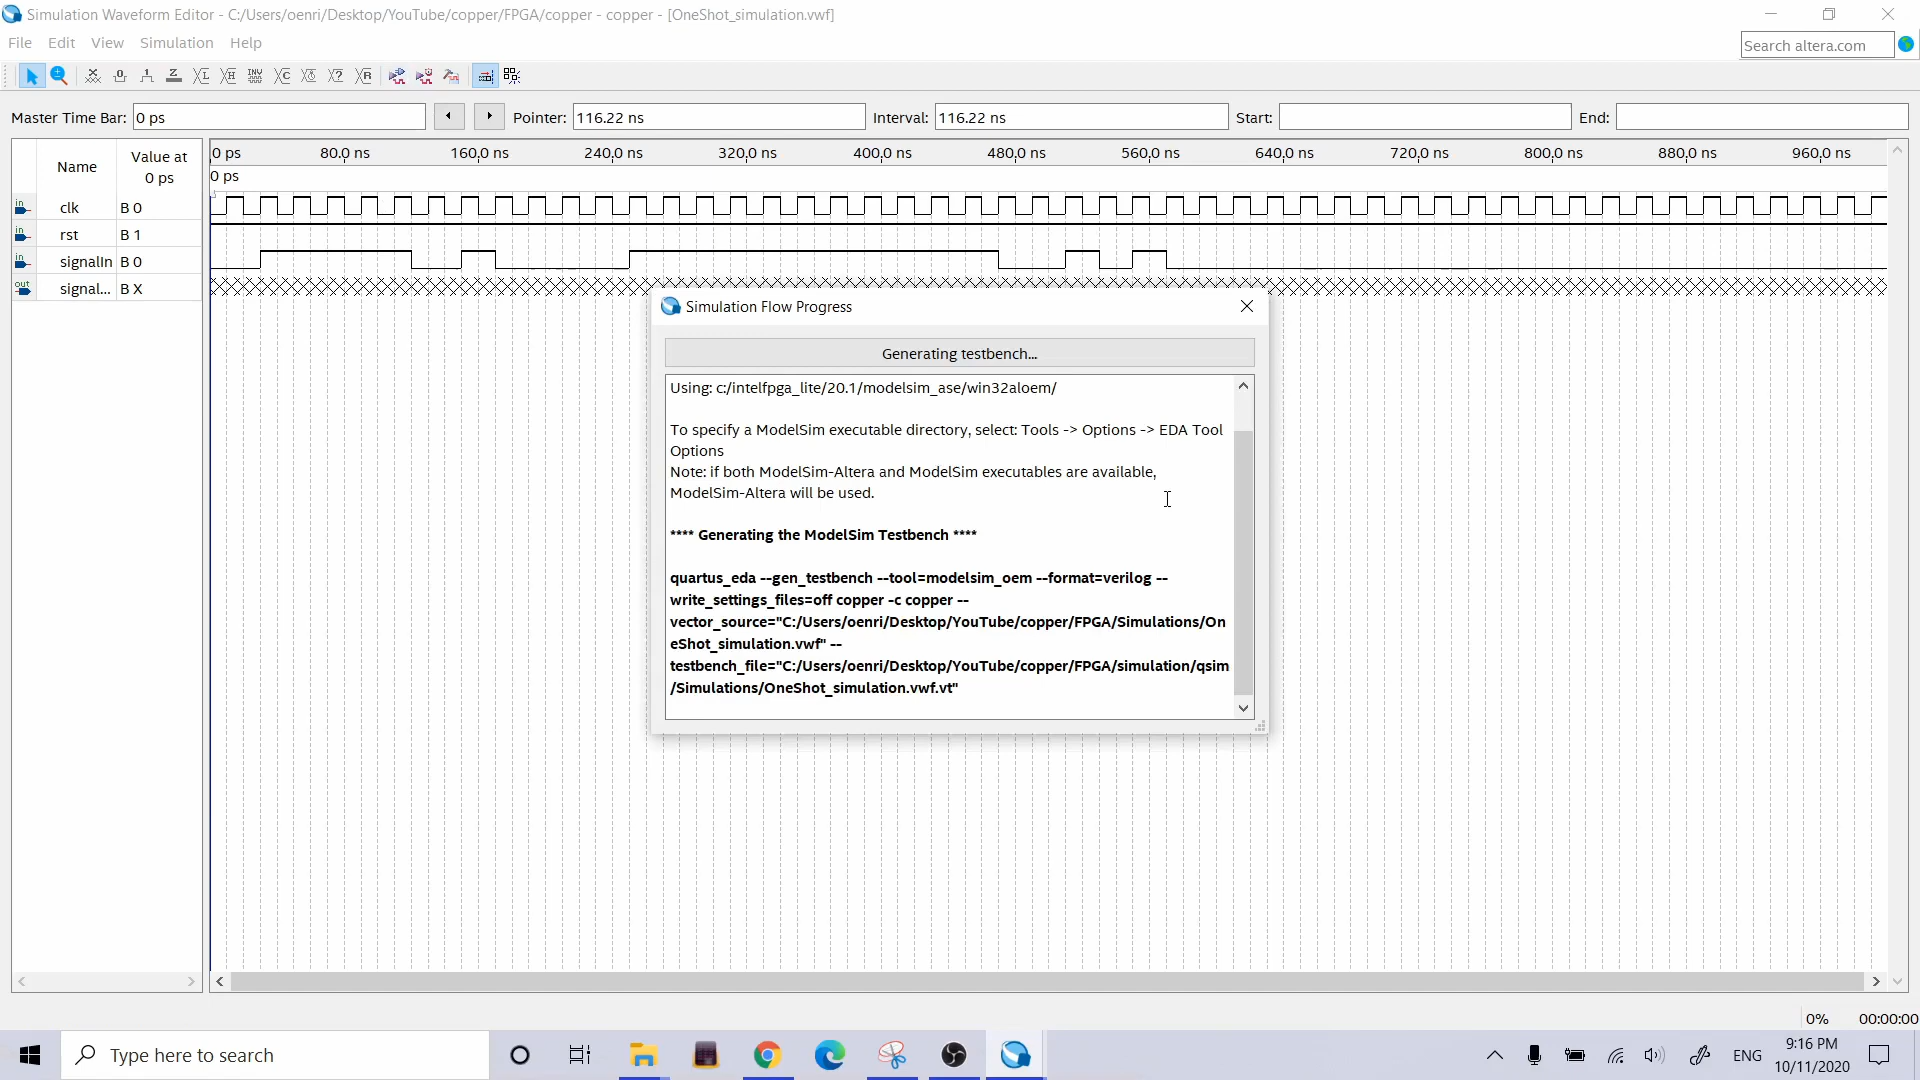 Simulation Waveform Editor - C:/Users/oenri/Desktop/YouTube/copper/FPGA/copper - copper - [OneShot_simulation.vwf]
File Edit View Simulation Help
Search altera.com
Master Time Bar: 0 ps Pointer: 116.22 ns Interval: 116.22 ns Start: End:
Name Value at 0 ps
0 ps 80.0 ns 160.0 ns 240.0 ns 320.0 ns 400.0 ns 480.0 ns 560.0 ns 640.0 ns 720.0 ns 800.0 ns 880.0 ns 960.0 ns
0 ps
in clk B 0
in rst B 1
in signalIn B 0
out signal... B X
Simulation Flow Progress
Generating testbench...
Using: c:/intelfpga_lite/20.1/modelsim_ase/win32aloem/
To specify a ModelSim executable directory, select: Tools -> Options -> EDA Tool
Options
Note: if both ModelSim-Altera and ModelSim executables are available,
ModelSim-Altera will be used.
**** Generating the ModelSim Testbench ****
quartus_eda --gen_testbench --tool=modelsim_oem --format=verilog --
write_settings_files=off copper -c copper --
vector_source="C:/Users/oenri/Desktop/YouTube/copper/FPGA/Simulations/On
eShot_simulation.vwf" --
testbench_file="C:/Users/oenri/Desktop/YouTube/copper/FPGA/simulation/qsim
/Simulations/OneShot_simulation.vwf.vt"
0% 00:00:00
Type here to search
ENG
9:16 PM
10/11/2020